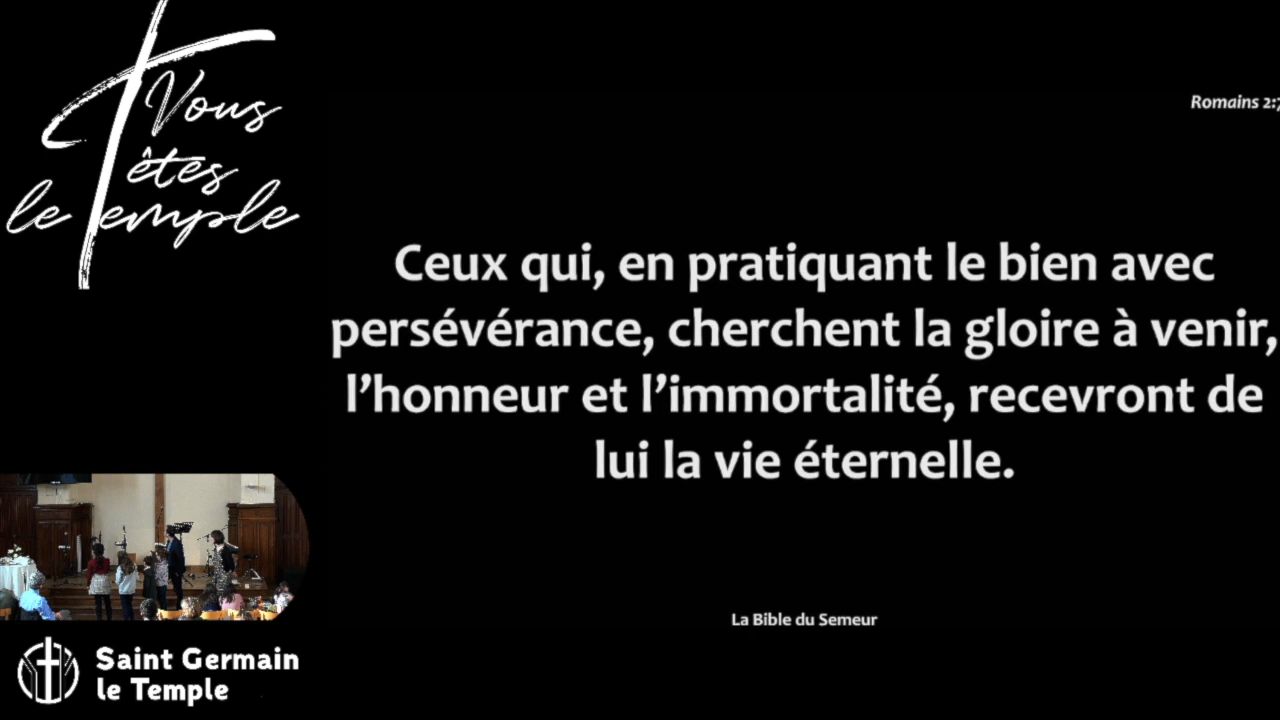 Vous
êtes
le Temple
Romains 2:7
Ceux qui, en pratiquant le bien avec
persévérance, cherchent la gloire à venir,
l’honneur et l’immortalité, recevront de
lui la vie éternelle.
La Bible du Semeur
Saint Germain
le Temple